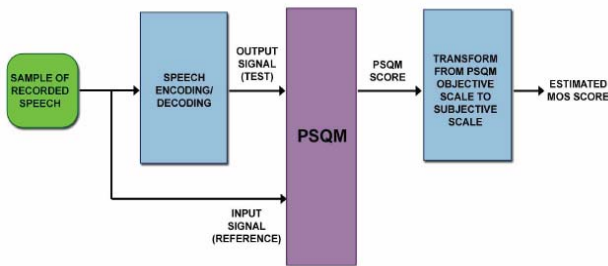 SAMPLE OF
RECORDED
SPEECH
SPEECH
ENCODING/
DECODING
OUTPUT
SIGNAL
(TEST)
INPUT
SIGNAL
(REFERENCE)
PSQM
PSQM
SCORE
TRANSFORM
FROM PSQM
OBJECTIVE
SCALE TO
SUBJECTIVE
SCALE
ESTIMATED
MOS SCORE